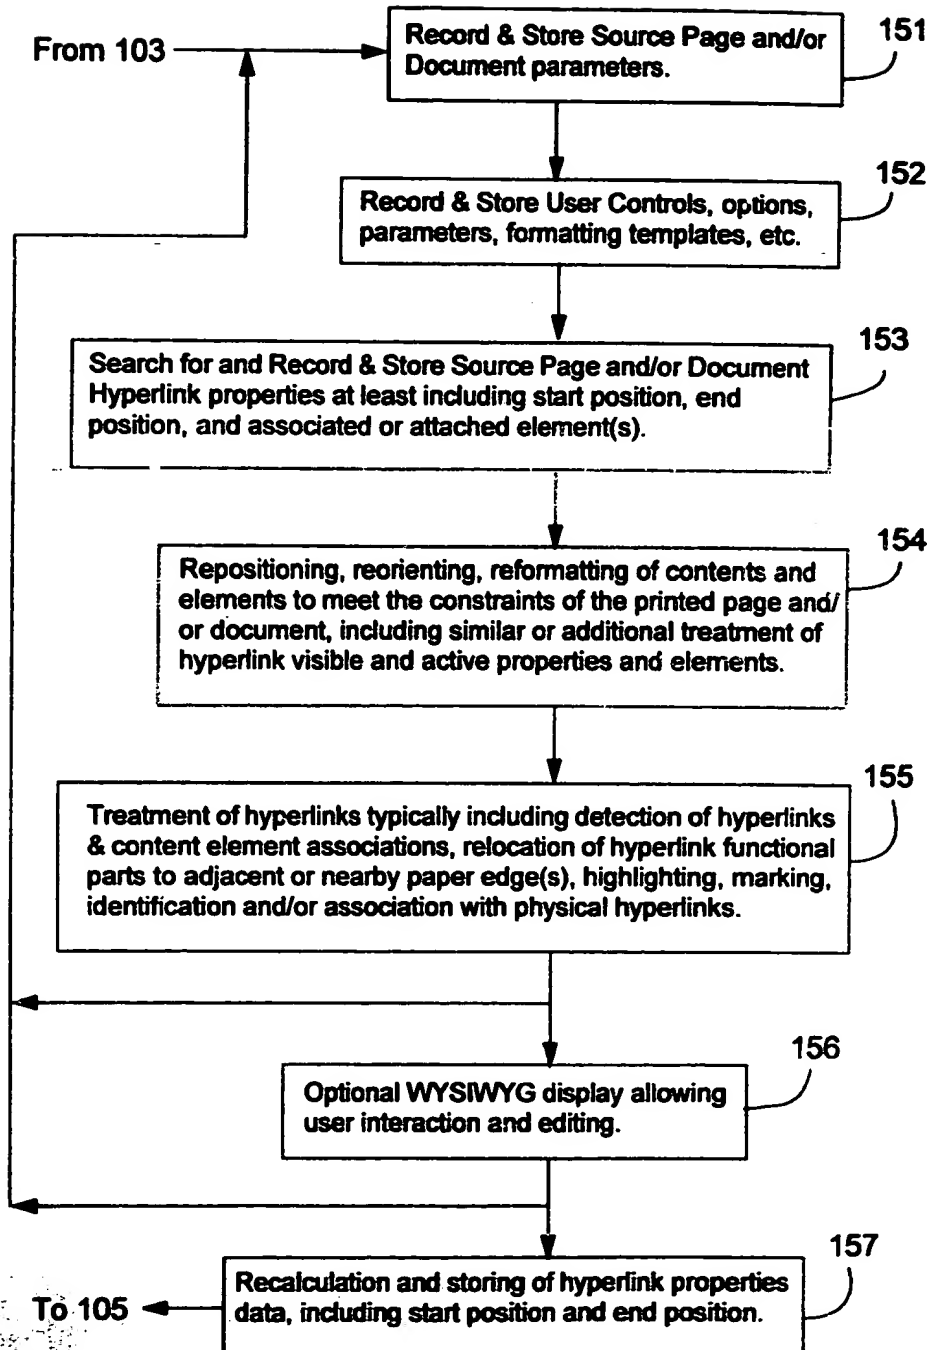 From 103
Record & Store Source Page and/or
Document parameters.
151
152
Record & Store User Controls, options,
parameters, formatting templates, etc.
153
Search for and Record & Store Source Page and/or Document
Hyperlink properties at least including start position, end
position, and associated or attached element(s).
154
Repositioning, reorienting, reformatting of contents and
elements to meet the constraints of the printed page and/
or document, including similar or additional treatment of
hyperlink visible and active properties and elements.
155
Treatment of hyperlinks typically including detection of hyperlinks
& content element associations, relocation of hyperlink functional
parts to adjacent or nearby paper edge(s), highlighting, marking,
identification and/or association with physical hyperlinks.
156
Optional WYSIWYG display allowing
user interaction and editing.
157
Recalculation and storing of hyperlink properties
data, including start position and end position.
To 105